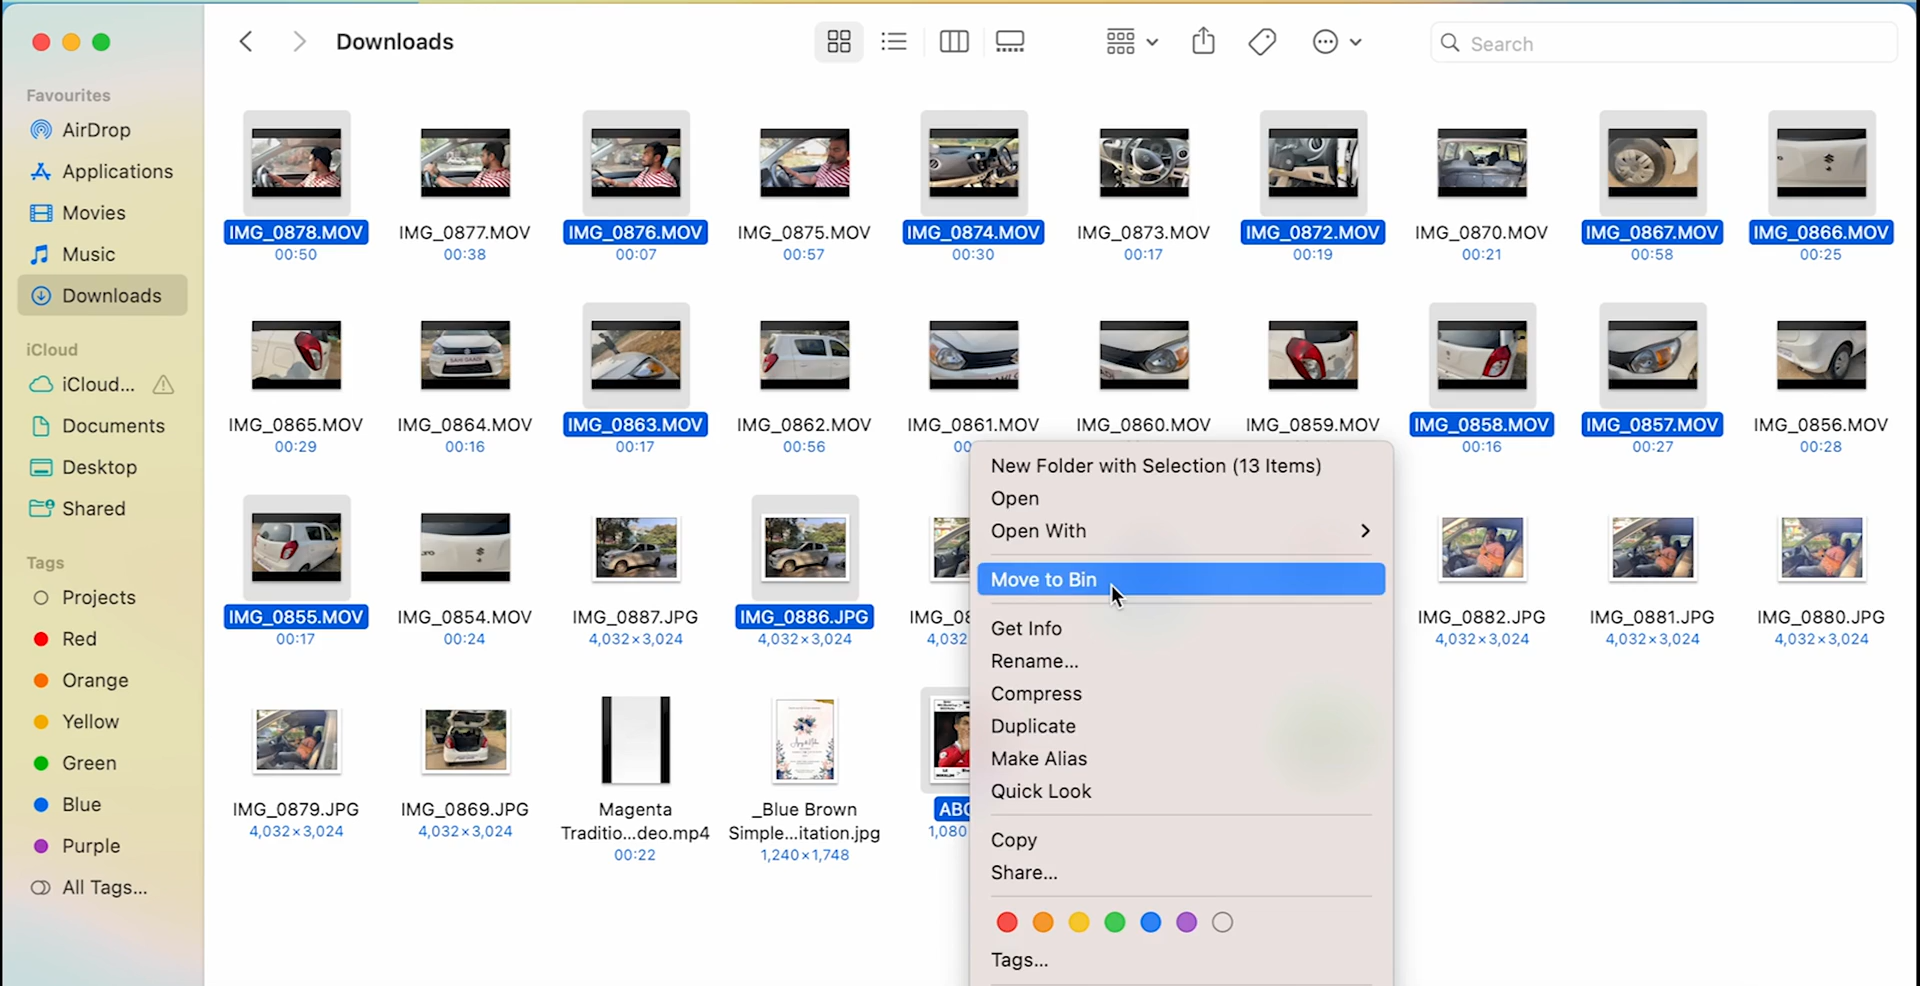 Downloads
Search
Favourites
AirDrop
Applications
Movies
Music
Downloads
iCloud
iCloud...
Documents
Desktop
Shared
Tags
Projects
Red
Orange
Yellow
Green
Blue
Purple
All Tags...
IMG_0878.MOV IMG_0877.MOV IMG_0876.MOV IMG_0875.MOV IMG_0874.MOV IMG_0873.MOV IMG_0872.MOV IMG_0870.MOV IMG_0867.MOV IMG_0866.MOV
00:50 00:38 00:07 00:57 00:30 00:17 00:19 00:21 00:58 00:25
IMG_0865.MOV IMG_0864.MOV IMG_0863.MOV IMG_0862.MOV IMG_0861.MOV IMG_0860.MOV IMG_0859.MOV IMG_0858.MOV IMG_0857.MOV IMG_0856.MOV
00:29 00:16 00:17 00:56 00 00:16 00:27 00:28
IMG_0855.MOV IMG_0854.MOV IMG_0887.JPG IMG_0886.JPG IMG_08 IMG_0882.JPG IMG_0881.JPG IMG_0880.JPG
00:17 00:24 4,032×3,024 4,032×3,024 4,032 4,032×3,024 4,032×3,024 4,032×3,024
IMG_0879.JPG IMG_0869.JPG Magenta _Blue Brown ABC
4,032×3,024 4,032×3,024 Traditio...deo.mp4 Simple...itation.jpg 1,080
00:22 1,240×1,748
New Folder with Selection (13 Items)
Open
Open With
Move to Bin
Get Info
Rename...
Compress
Duplicate
Make Alias
Quick Look
Copy
Share...
Tags...